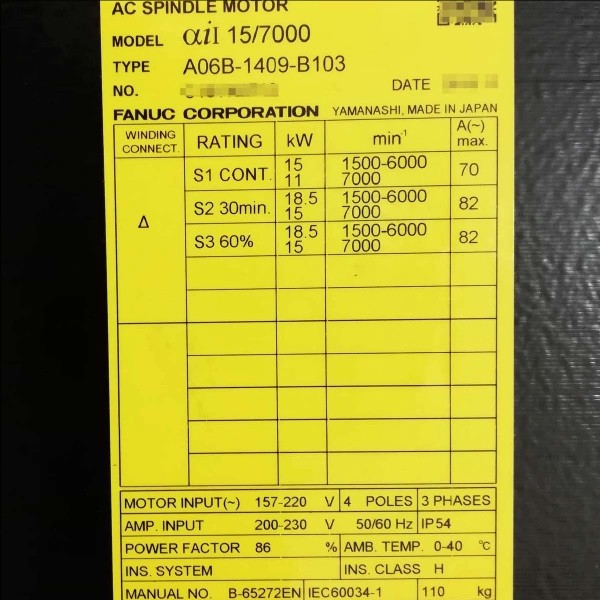 AC SPINDLE MOTOR
MODEL αiI 15/7000
TYPE A06B-1409-B103
NO.
DATE
FANUC CORPORATION YAMANASHI, MADE IN JAPAN
WINDING CONNECT. RATING kW min⁻¹ A(~) max.
Δ
S1 CONT. 15 1500-6000 70
11 7000
S2 30min. 18.5 1500-6000 82
15 7000
S3 60% 18.5 1500-6000 82
15 7000
MOTOR INPUT(~) 157-220 V 4 POLES 3 PHASES
AMP. INPUT 200-230 V 50/60 Hz IP54
POWER FACTOR 86 % AMB. TEMP. 0-40 °C
INS. SYSTEM INS. CLASS H
MANUAL NO. B-65272EN IEC60034-1 110 kg